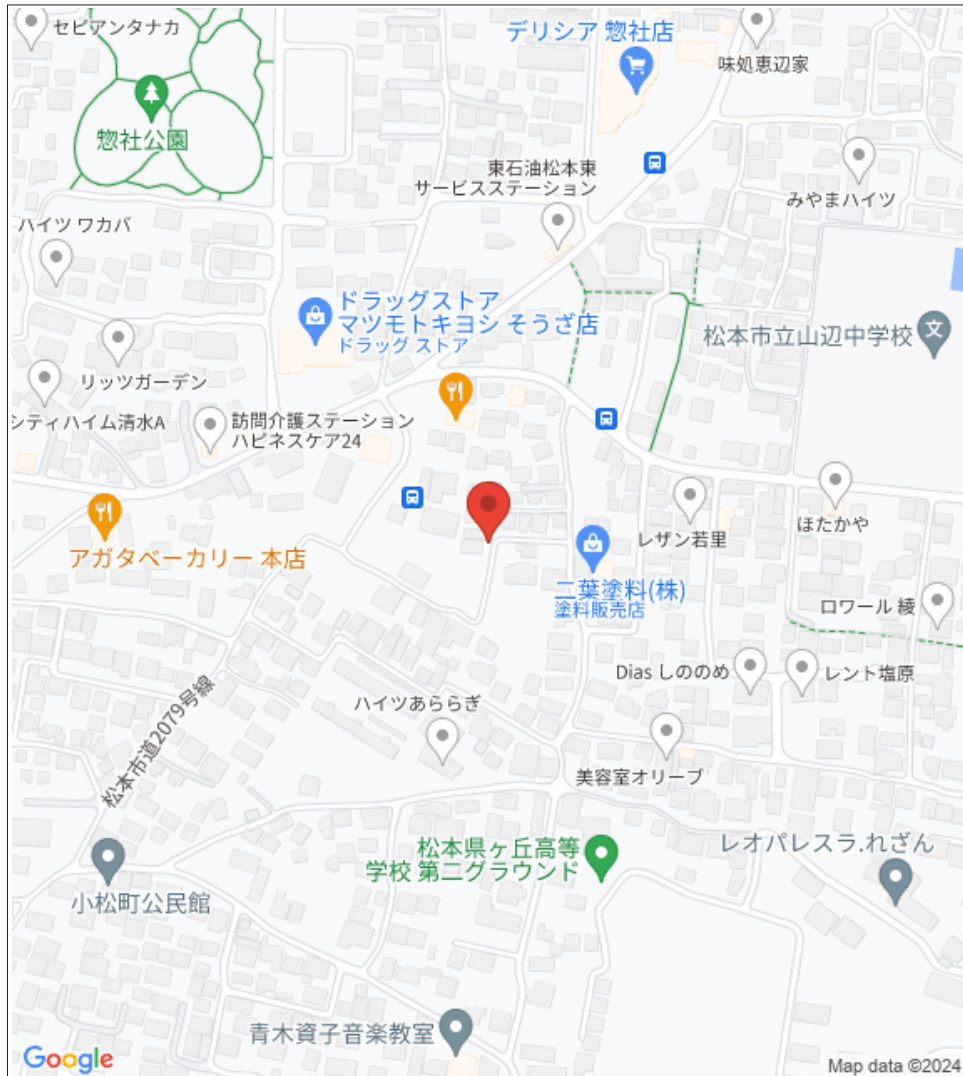 セビアンタナカ
デリシア 惣社店
味処恵辺家
惣社公園
東石油松本東
サービスステーション
みやまハイツ
ハイツ ワカバ
ドラッグストア
マツモトキヨシ そうざ店
ドラッグ ストア
松本市立山辺中学校
文
リッツガーデン
シティハイム清水A
訪問介護ステーション
ハピネスケア24
レザン若里
ほたかや
アガタベーカリー 本店
二葉塗料(株)
塗料販売店
ロワール 綾
Dias しののめ
レント塩原
松本市道2079号線
ハイツあららぎ
美容室オリーブ
松本県ヶ丘高等
学校 第二グラウンド
レオパレスラ.れざん
小松町公民館
青木資子音楽教室
Google
Map data ©2024